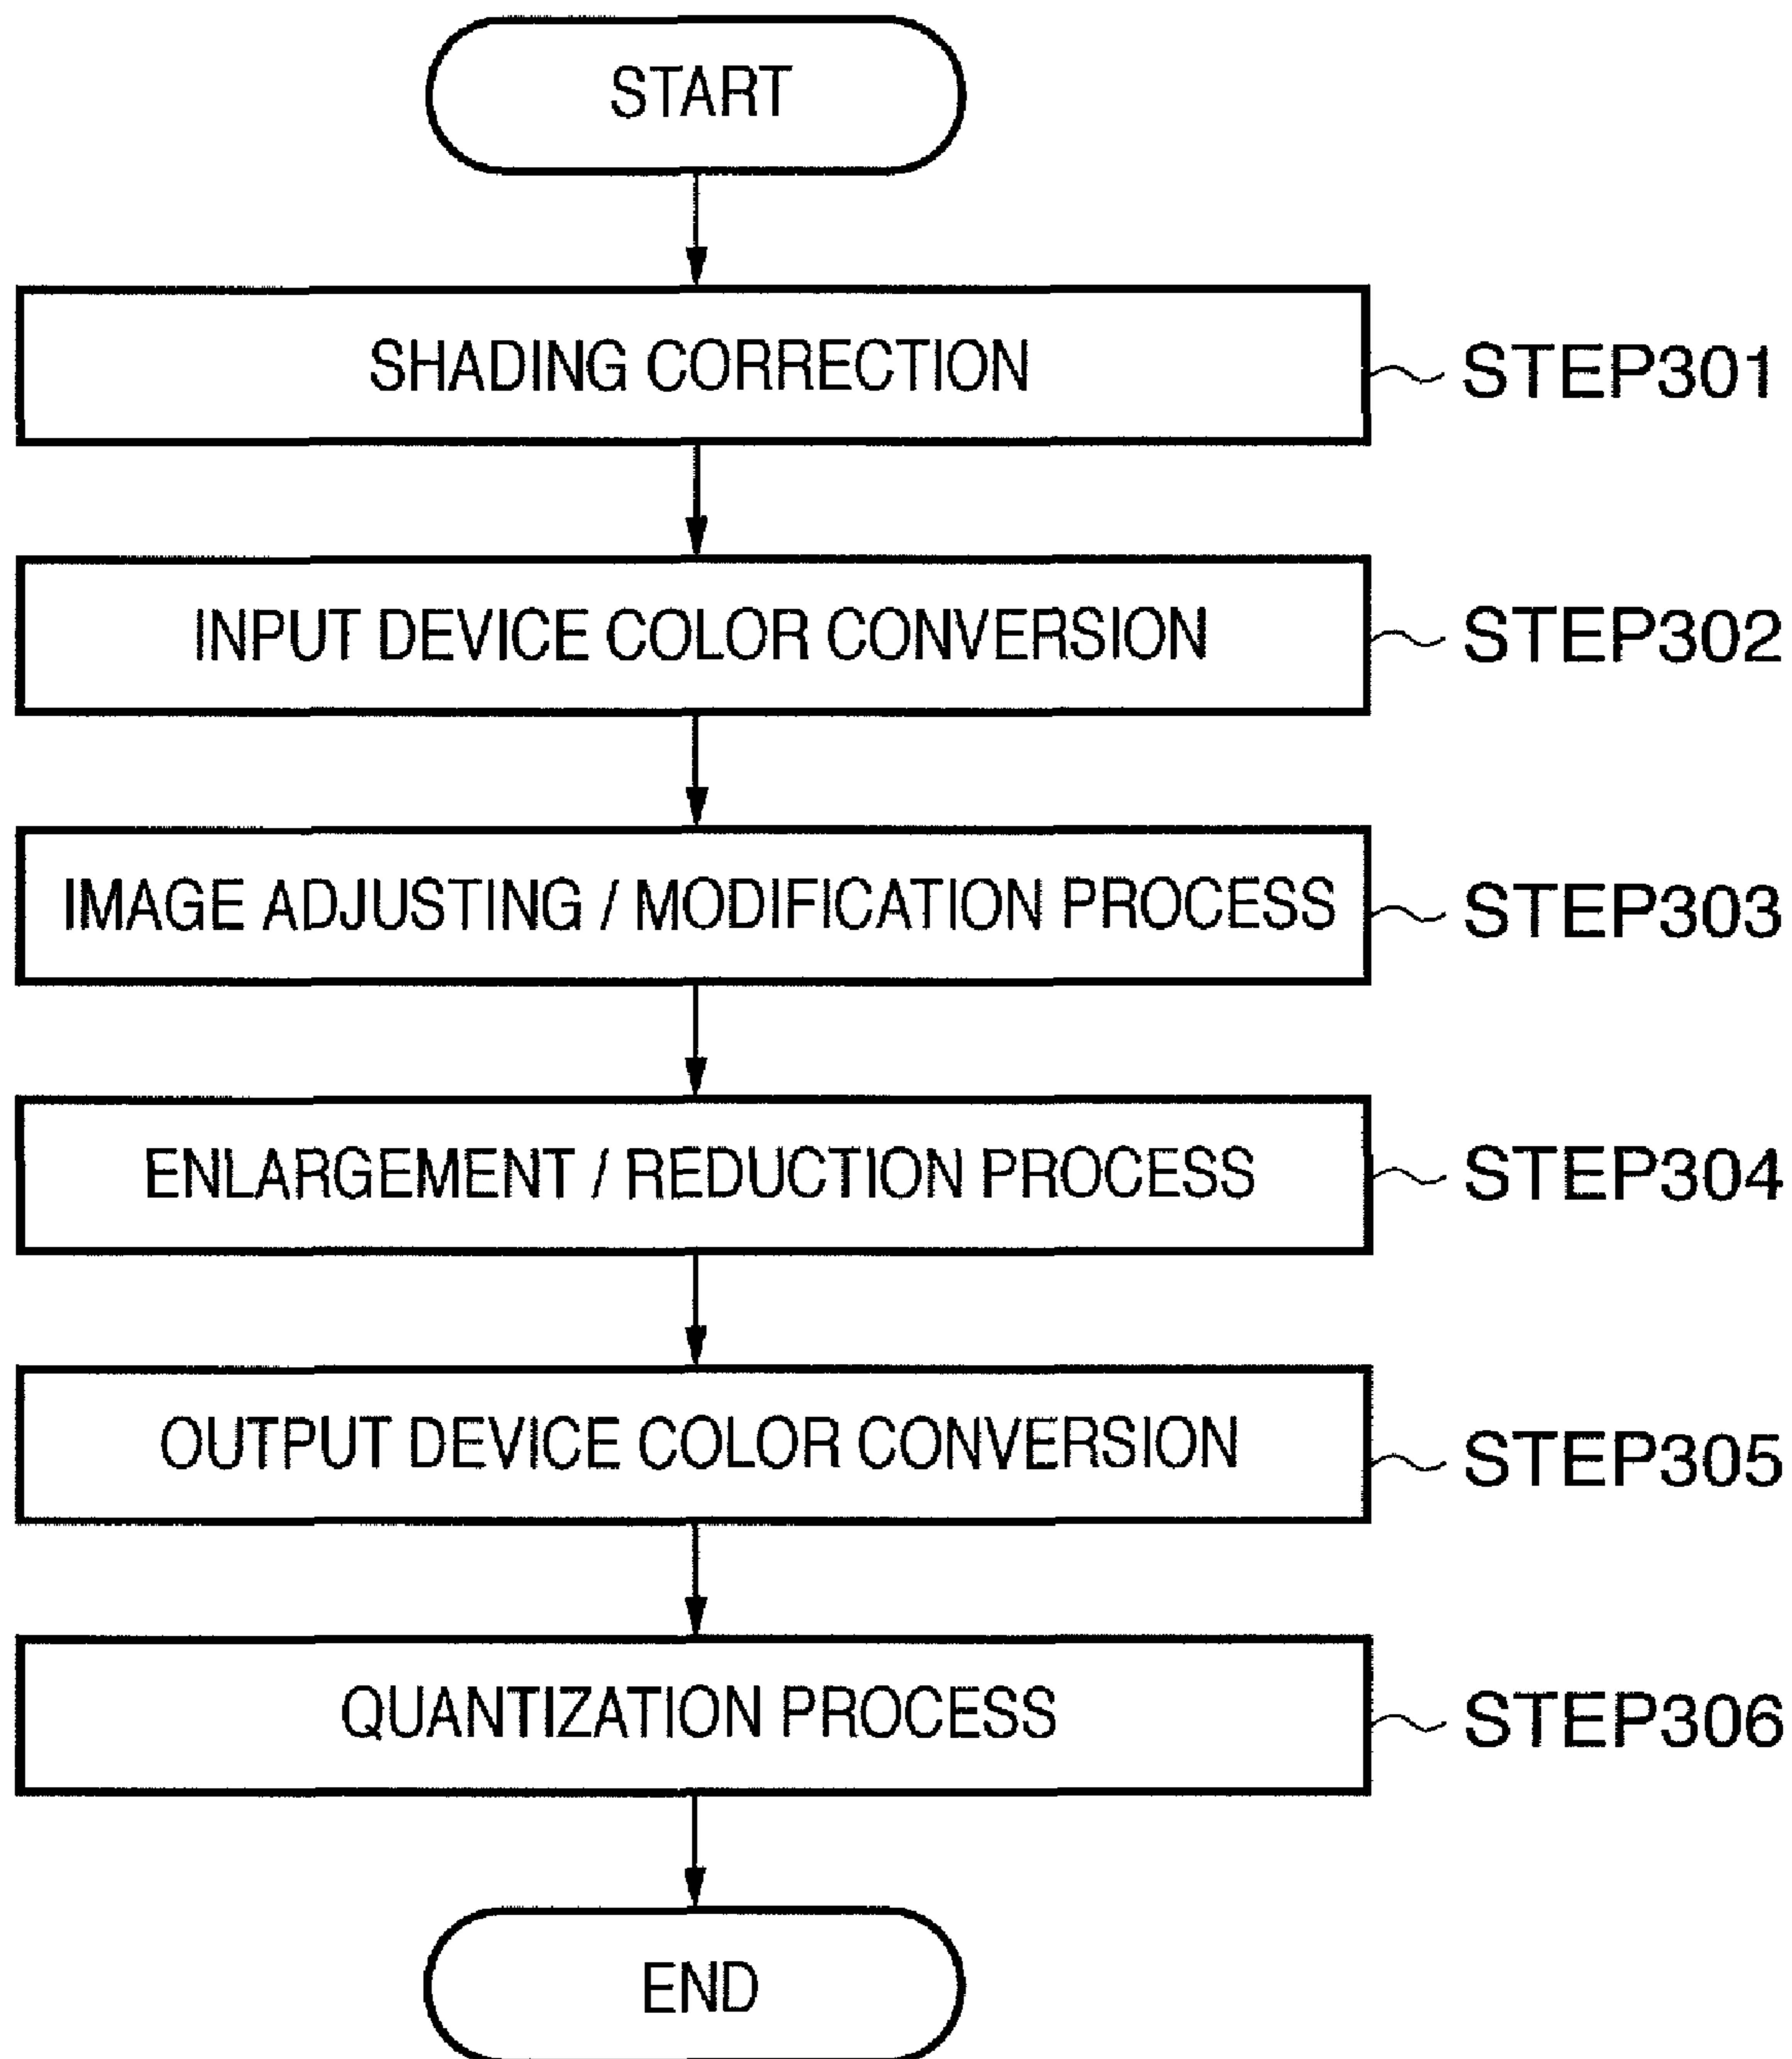 START
SHADING CORRECTION
STEP301
INPUT DEVICE COLOR CONVERSION
STEP302
IMAGE ADJUSTING / MODIFICATION PROCESS
STEP303
ENLARGEMENT / REDUCTION PROCESS
STEP304
OUTPUT DEVICE COLOR CONVERSION
STEP305
QUANTIZATION PROCESS
STEP306
END